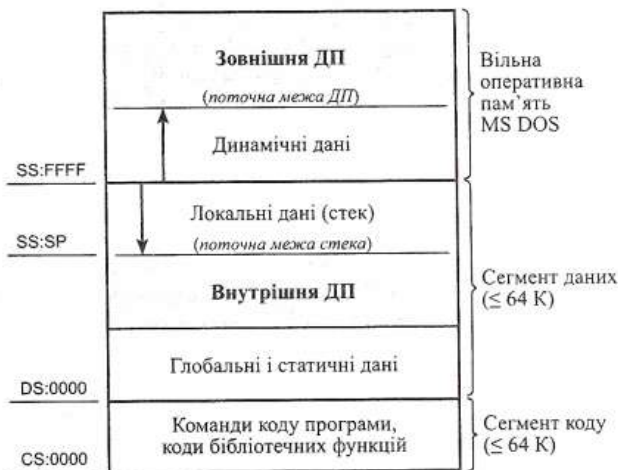 Зовнішня ДП
(поточна межа ДП)
Динамічні дані
Вільна
оперативна
пам'ять
MS DOS
SS:FFFF
Локальні дані (стек)
SS:SP
(поточна межа стека)
Внутрішня ДП
Сегмент даних
(≤ 64 К)
Глобальні і статичні дані
DS:0000
Команди коду програми,
коди бібліотечних функцій
Сегмент коду
(≤ 64 К)
CS:0000